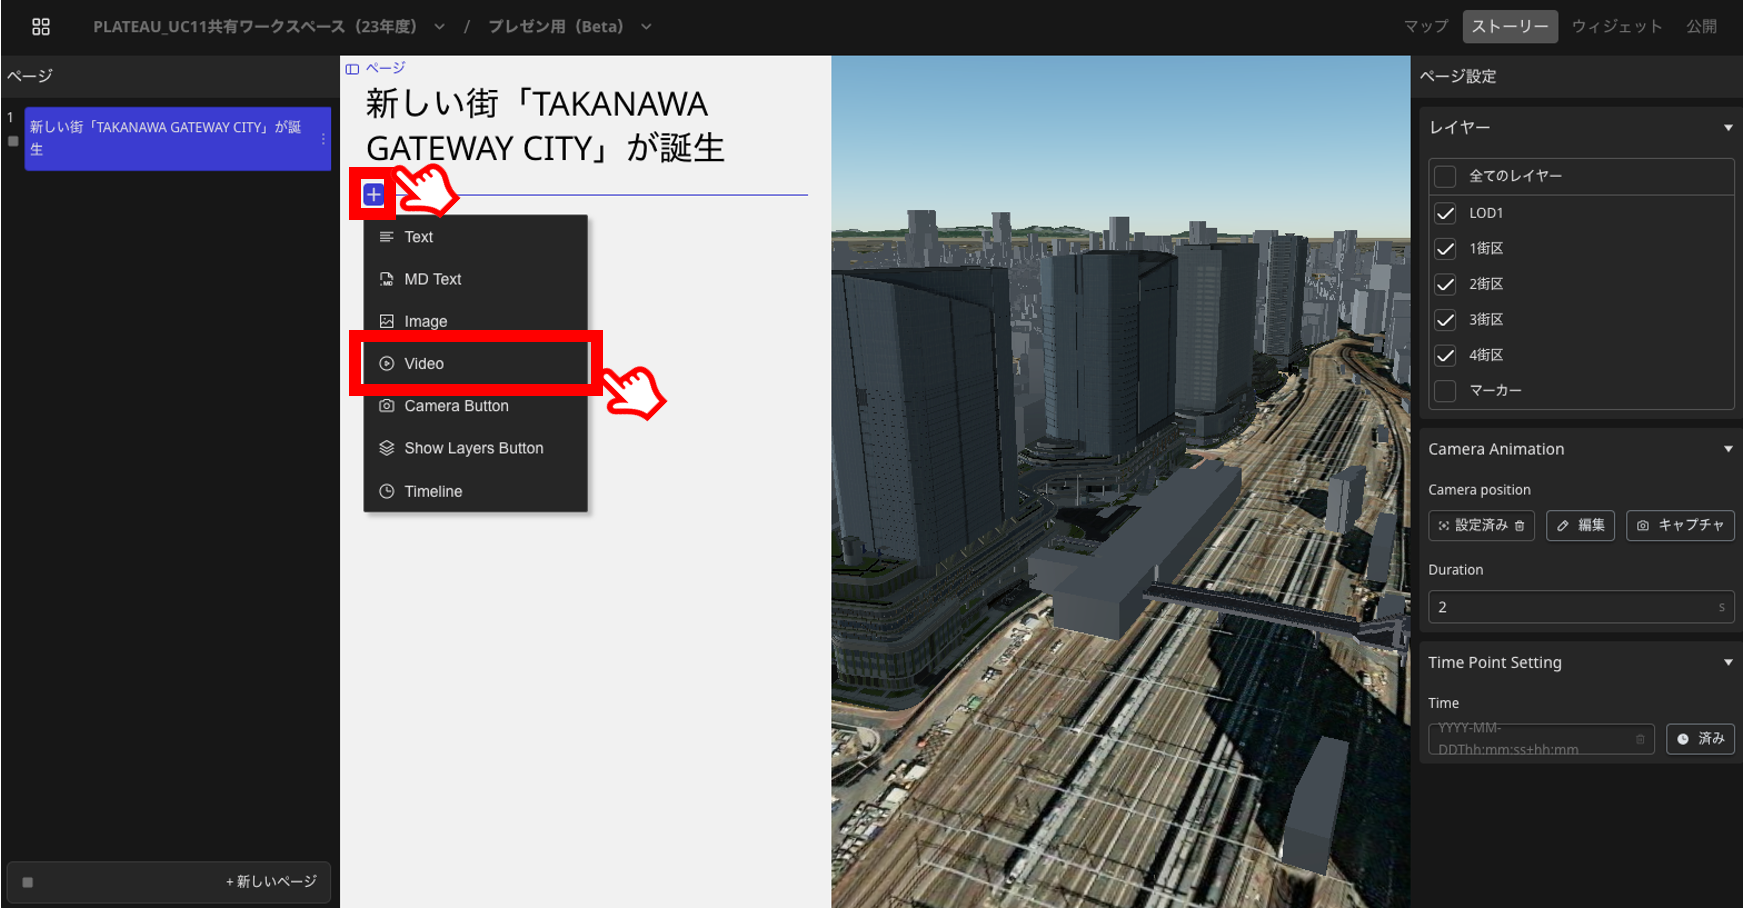 PLATEAU_UC11共有ワークスペース（23年度） / プレゼン用（Beta）
マップ ストーリー ウィジェット 公開
ページ
1
新しい街「TAKANAWA GATEWAY CITY」が誕
生
+ 新しいページ
ページ
新しい街「TAKANAWA
GATEWAY CITY」が誕生
Text
MD Text
Image
Video
Camera Button
Show Layers Button
Timeline
ページ設定
レイヤー
全てのレイヤー
LOD1
1街区
2街区
3街区
4街区
マーカー
Camera Animation
Camera position
設定済み 編集 キャプチャ
Duration
2 s
Time Point Setting
Time
YYYY-MM-
DDThh:mm:ss+hh:mm
済み